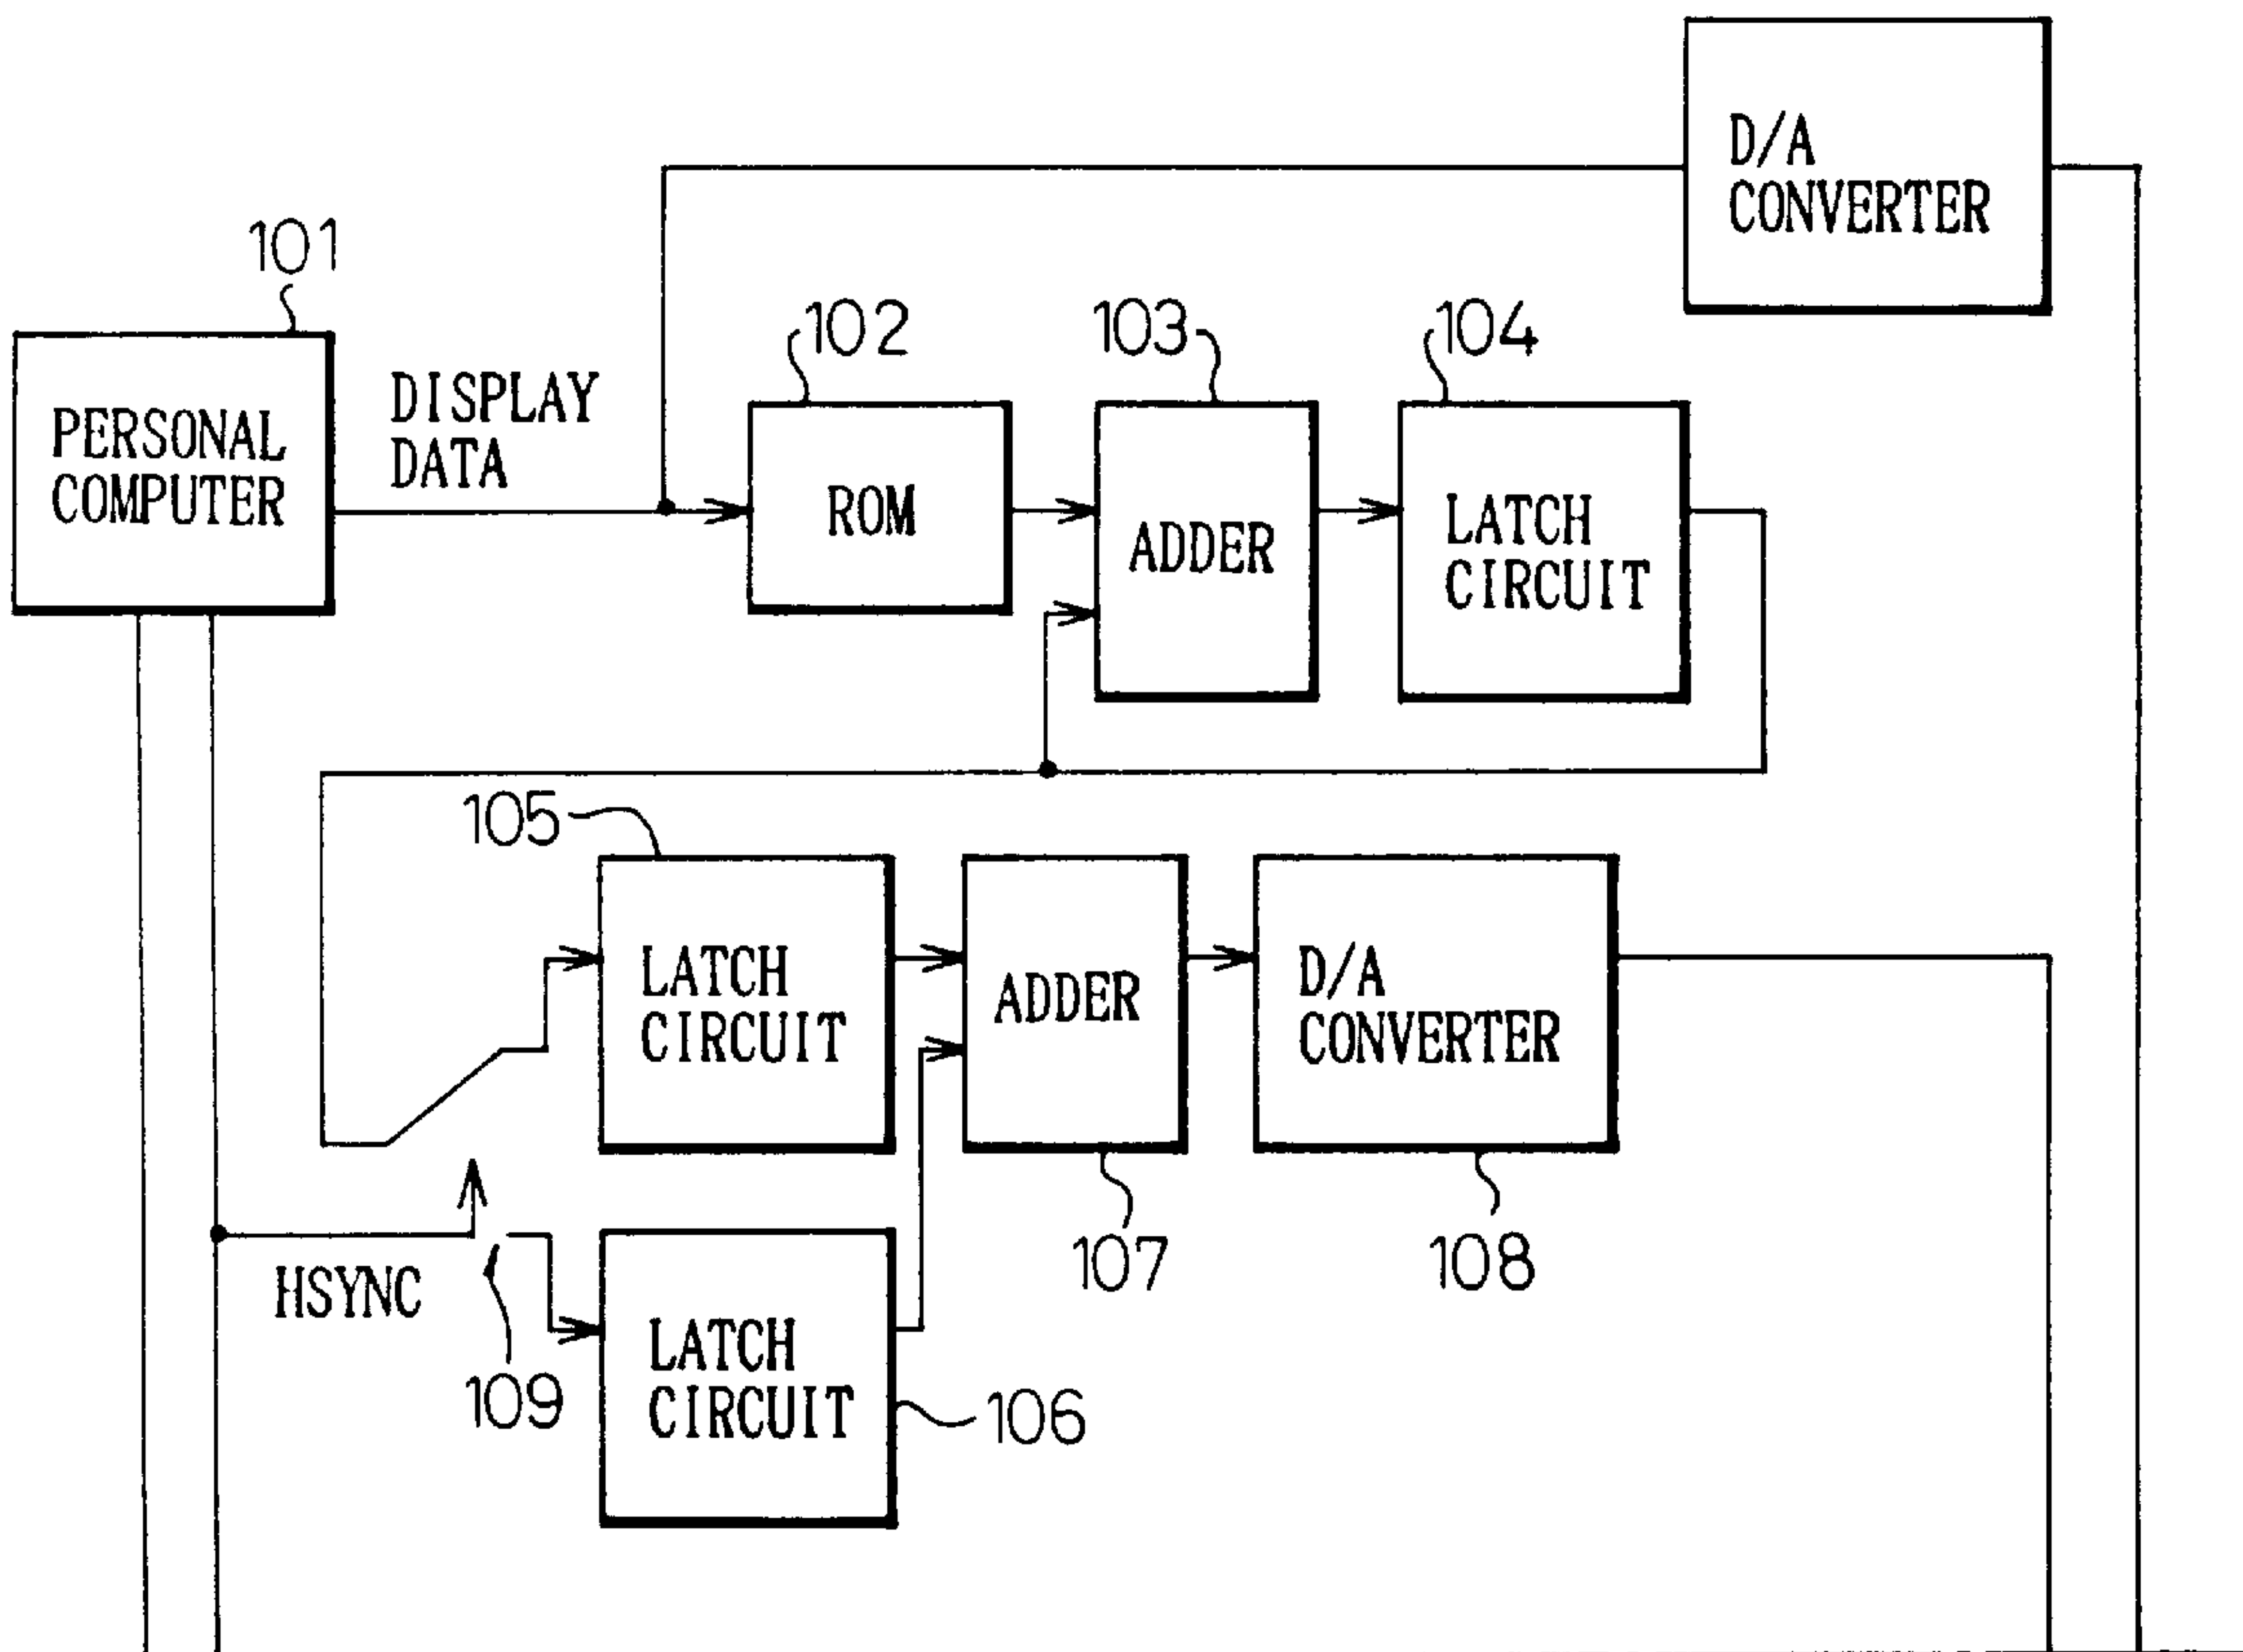 D/A
CONVERTER
101
102
103
104
PERSONAL
COMPUTER
DISPLAY
DATA
ROM
ADDER
LATCH
CIRCUIT
105
LATCH
CIRCUIT
ADDER
D/A
CONVERTER
107
108
HSYNC
109
LATCH
CIRCUIT
106